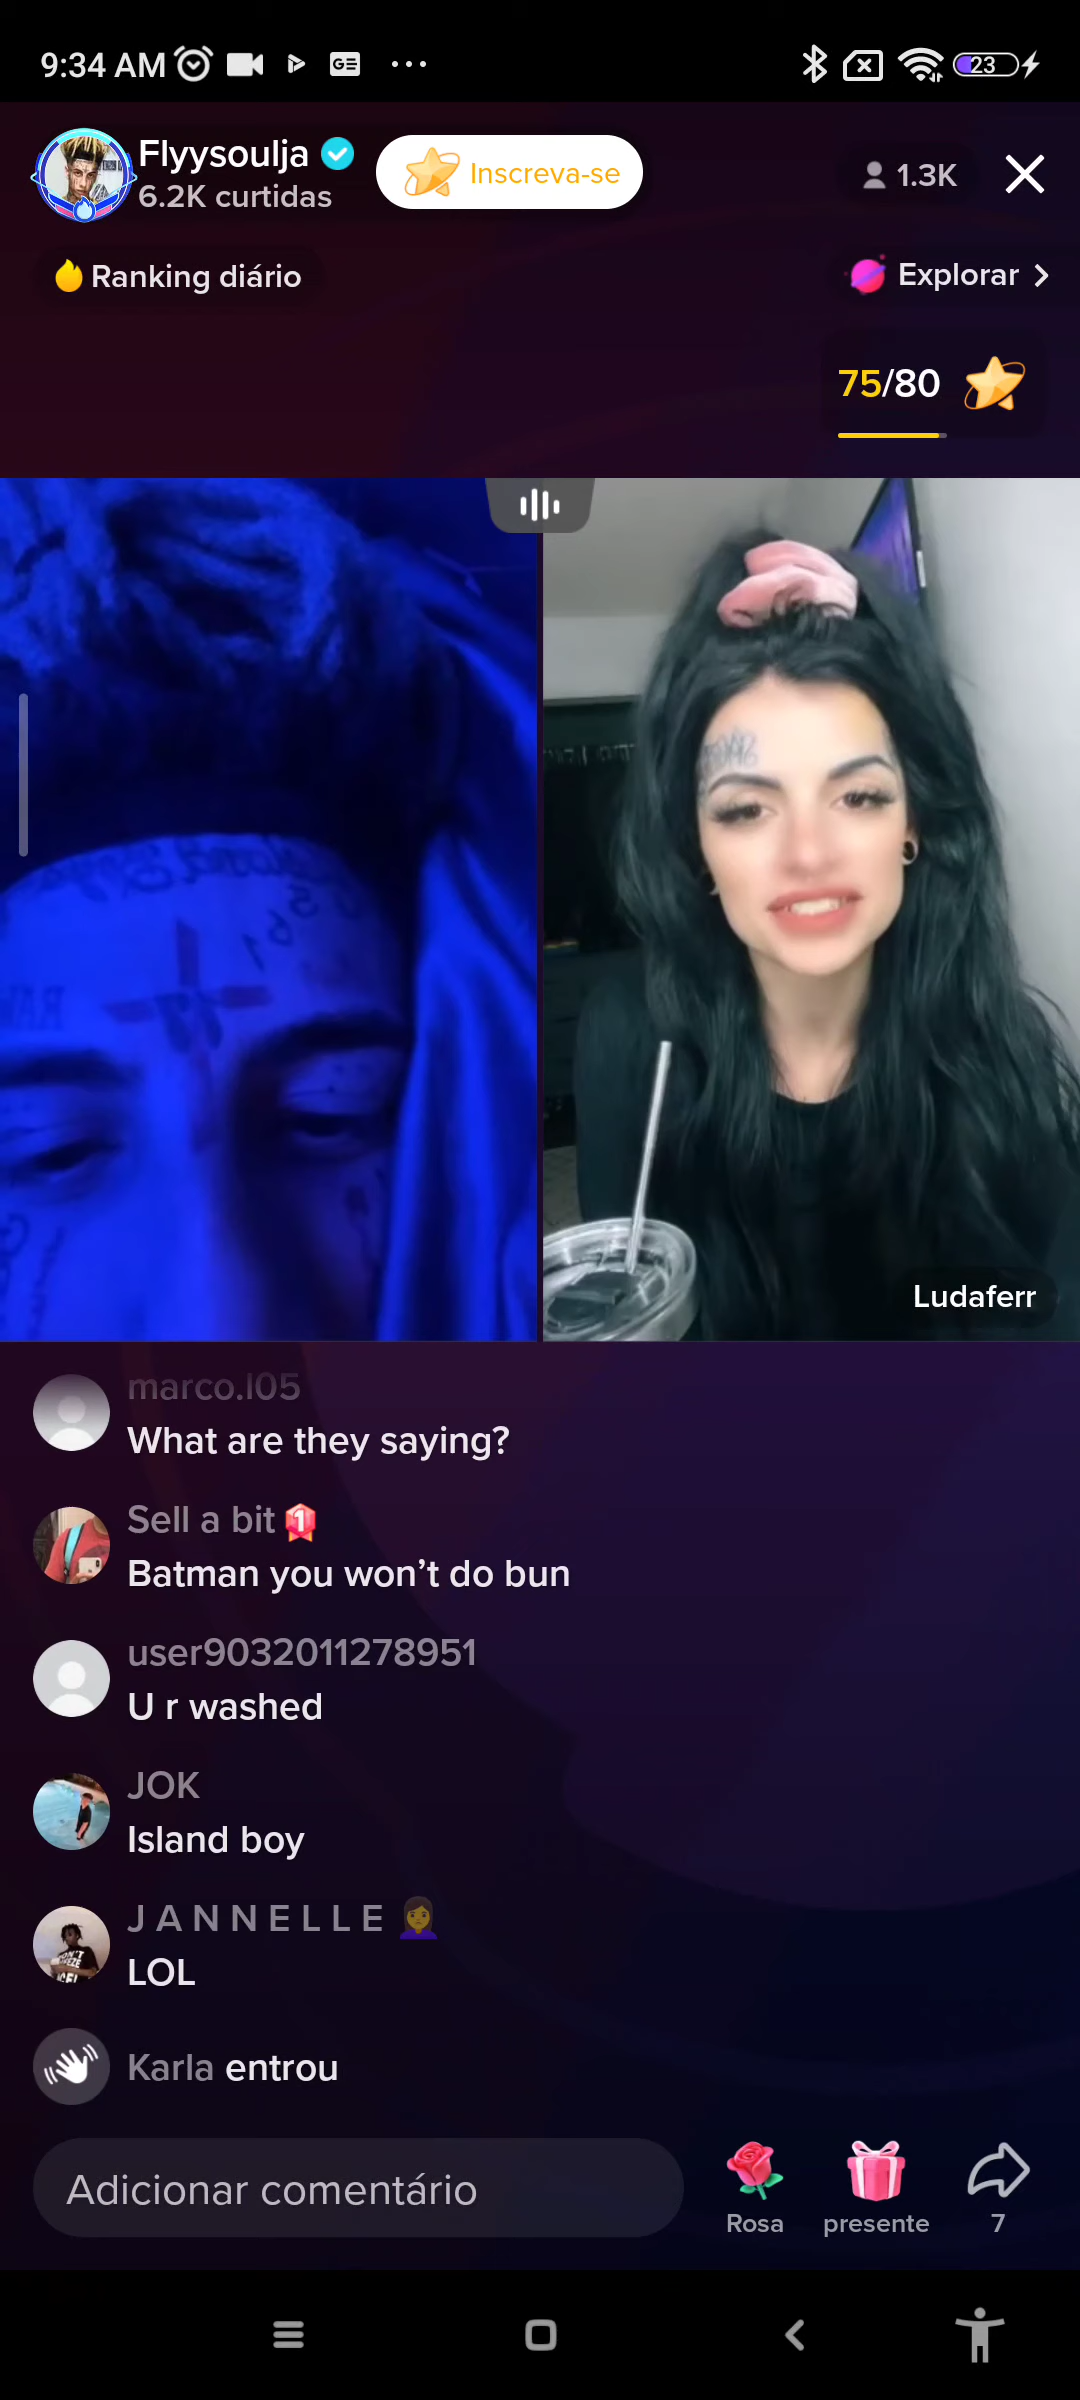 9:34 AM
GE
23
Flyysoulja
6.2K curtidas
Inscreva-se
1.3K
Ranking diário
Explorar
75/80
Ludaferr
marco.l05
What are they saying?
Sell a bit 1
Batman you won't do bun
user9032011278951
U r washed
JOK
Island boy
J A N N E L L E
LOL
Karla entrou
Adicionar comentário
Rosa
presente
7